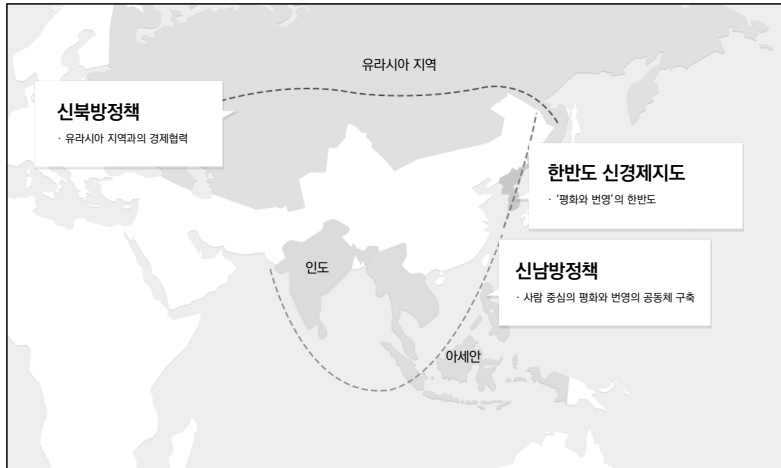 유라시아 지역
신북방정책
· 유라시아 지역과의 경제협력
한반도 신경제지도
· ‘평화와 번영’의 한반도
신남방정책
· 사람 중심의 평화와 번영의 공동체 구축
인도
아세안